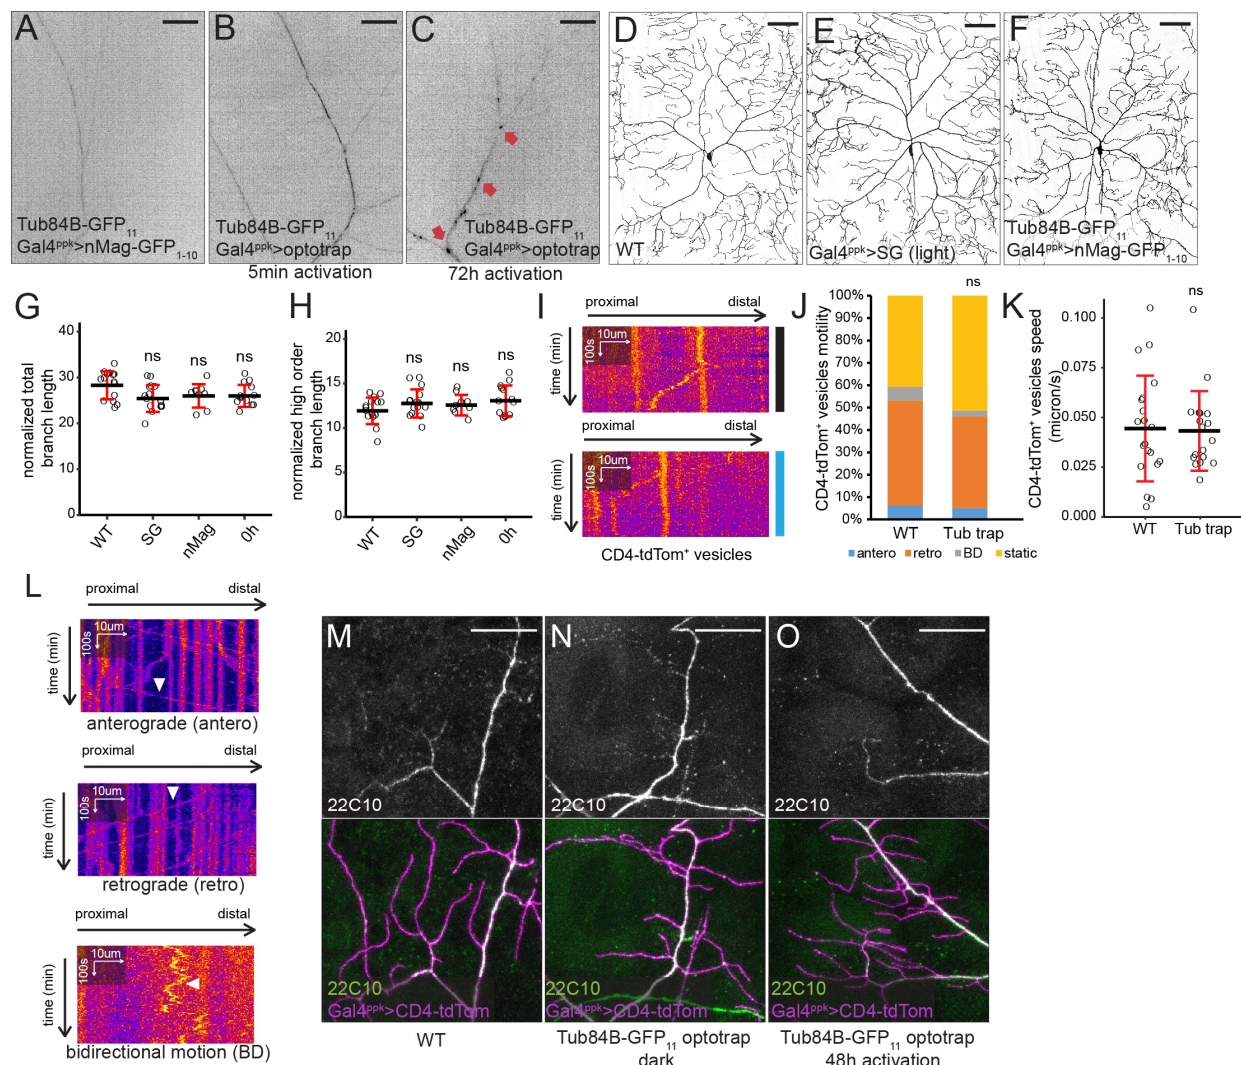 A
Tub84B-GFP11
Gal4ppk>nMag-GFP1-10
B
Tub84B-GFP11
Gal4ppk>optotrap
5min activation
C
Tub84B-GFP11
Gal4ppk>optotrap
72h activation
D
WT
E
Gal4ppk>SG (light)
F
Tub84B-GFP11
Gal4ppk>nMag-GFP1-10
G
normalized total
branch length
40
30
20
10
0
ns
ns
ns
WT
SG
nMag
0h
H
normalized high order
branch length
20
15
10
5
0
ns
ns
ns
WT
SG
nMag
0h
I
proximal
distal
time (min)
10um
100s
proximal
distal
time (min)
10um
100s
CD4-tdTom+ vesicles
J
CD4-tdTom+ vesicles motility
100%
90%
80%
70%
60%
50%
40%
30%
20%
10%
0%
ns
WT
Tub trap
antero
retro
BD
static
K
CD4-tdTom+ vesicles speed
(micron/s)
0.100
0.075
0.050
0.025
0.000
ns
WT
Tub trap
L
proximal
distal
time (min)
10um
100s
anterograde (antero)
proximal
distal
time (min)
10um
100s
retrograde (retro)
proximal
distal
time (min)
10um
100s
bidirectional motion (BD)
M
22C10
22C10
Gal4ppk>CD4-tdTom
WT
N
22C10
22C10
Gal4ppk>CD4-tdTom
Tub84B-GFP11 optotrap
dark
O
22C10
22C10
Gal4ppk>CD4-tdTom
Tub84B-GFP11 optotrap
48h activation